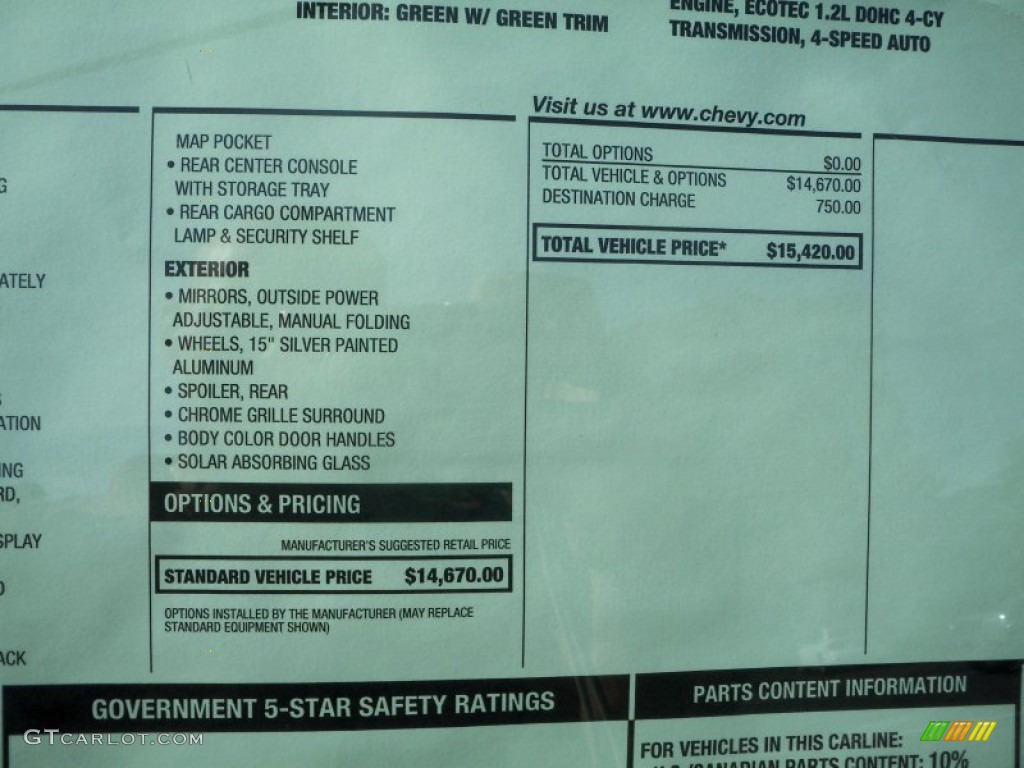 INTERIOR: GREEN W/ GREEN TRIM
ENGINE, ECOTEC 1.2L DOHC 4-CY
TRANSMISSION, 4-SPEED AUTO
G
ATELY
ATION
ING
RD,
SPLAY
ACK
MAP POCKET
• REAR CENTER CONSOLE
WITH STORAGE TRAY
• REAR CARGO COMPARTMENT
LAMP & SECURITY SHELF
EXTERIOR
• MIRRORS, OUTSIDE POWER
ADJUSTABLE, MANUAL FOLDING
• WHEELS, 15" SILVER PAINTED
ALUMINUM
• SPOILER, REAR
• CHROME GRILLE SURROUND
• BODY COLOR DOOR HANDLES
• SOLAR ABSORBING GLASS
OPTIONS & PRICING
MANUFACTURER'S SUGGESTED RETAIL PRICE
STANDARD VEHICLE PRICE $14,670.00
OPTIONS INSTALLED BY THE MANUFACTURER (MAY REPLACE
STANDARD EQUIPMENT SHOWN)
Visit us at www.chevy.com
TOTAL OPTIONS $0.00
TOTAL VEHICLE & OPTIONS $14,670.00
DESTINATION CHARGE 750.00
TOTAL VEHICLE PRICE* $15,420.00
GOVERNMENT 5-STAR SAFETY RATINGS
PARTS CONTENT INFORMATION
FOR VEHICLES IN THIS CARLINE:
U.S./CANADIAN PARTS CONTENT: 10%
GTCARLOT.COM